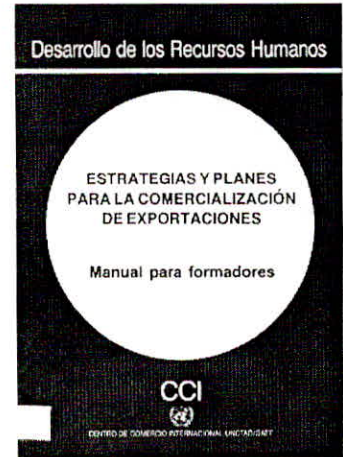 Desarrollo de los Recursos Humanos
ESTRATEGIAS Y PLANES
PARA LA COMERCIALIZACIÓN
DE EXPORTACIONES
Manual para formadores
CCI
CENTRO DE COMERCIO INTERNACIONAL UNCTAD/GATT